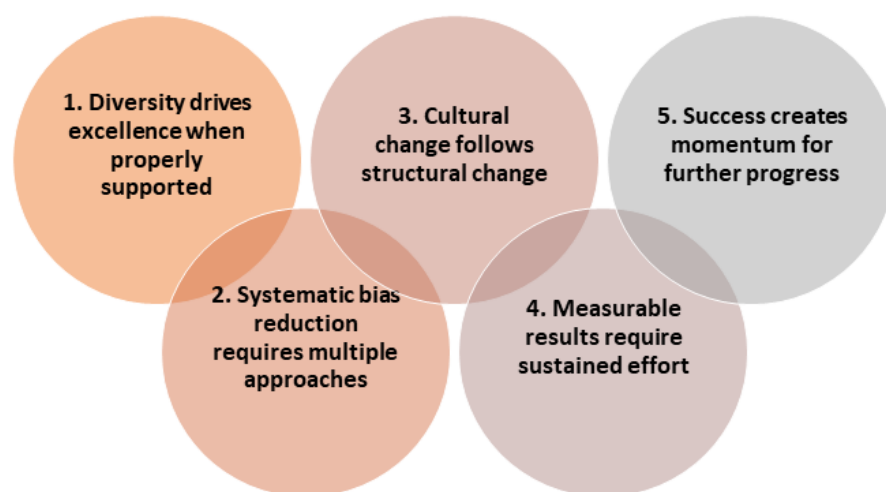 1. Diversity drives
excellence when
properly
supported
2. Systematic bias
reduction
requires multiple
approaches
3. Cultural
change follows
structural change
4. Measurable
results require
sustained effort
5. Success creates
momentum for
further progress